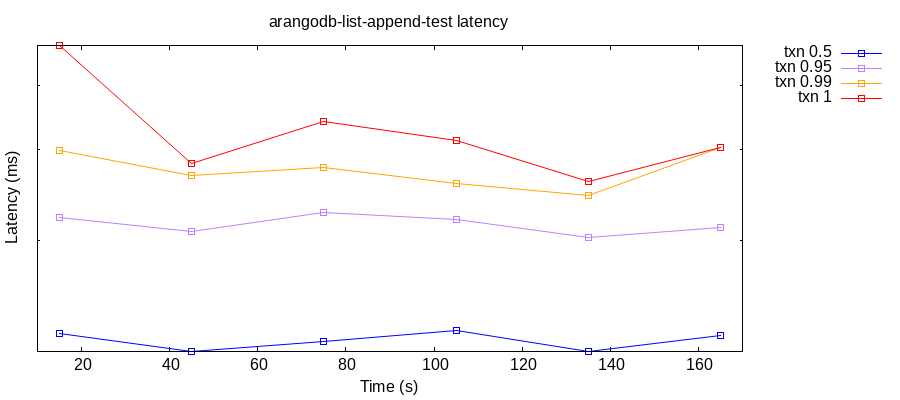 arangodb-list-append-test latency
txn 0.5
txn 0.95
txn 0.99
txn 1
Latency (ms)
20 40 60 80 100 120 140 160
Time (s)